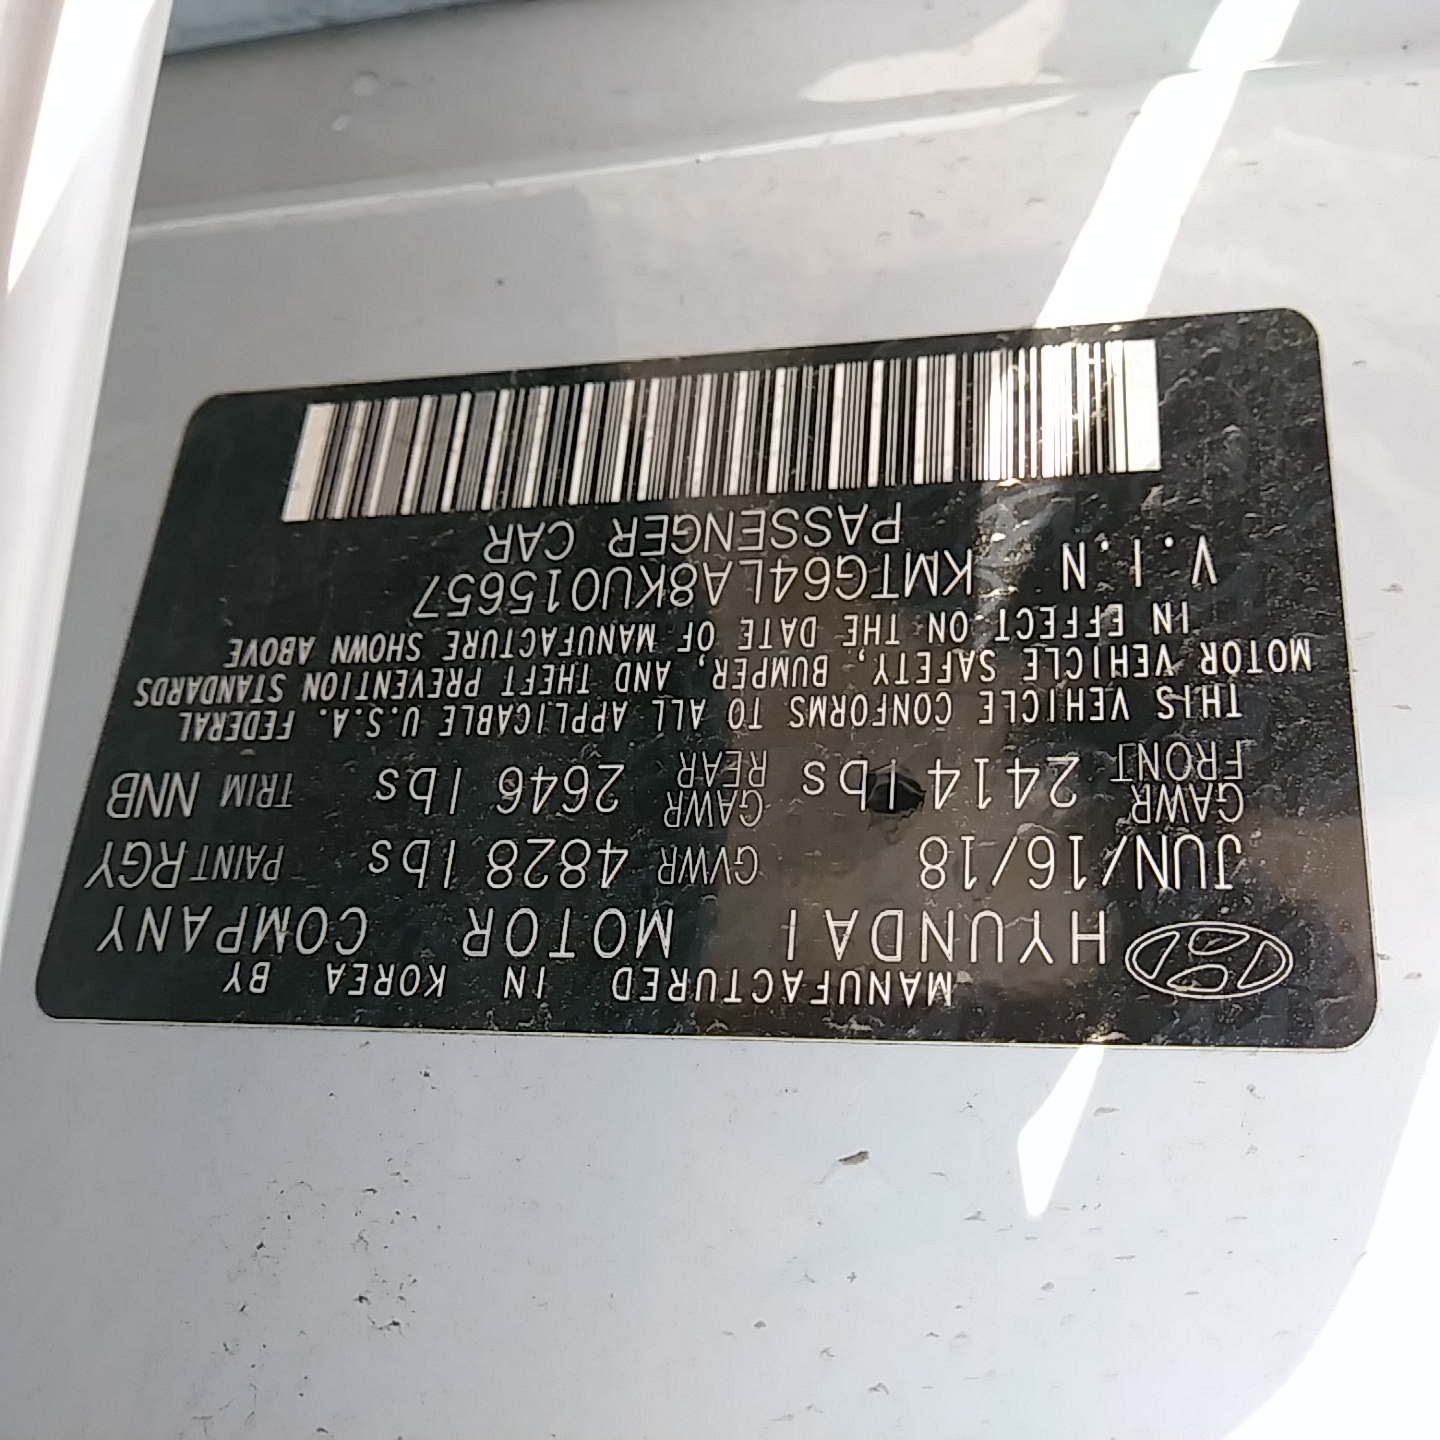 MANUFACTURED IN KOREA BY
HYUNDAI MOTOR COMPANY
JUN/16/18 GVWR 4828 lbs PAINT RGY
GAWR FRONT 2414 lbs GAWR REAR 2646 lbs TRIM NNB
THIS VEHICLE CONFORMS TO ALL APPLICABLE U.S.A. FEDERAL
MOTOR VEHICLE SAFETY, BUMPER, AND THEFT PREVENTION STANDARDS
IN EFFECT ON THE DATE OF MANUFACTURE SHOWN ABOVE
V.I.N KMTG64LA8KU015657
PASSENGER CAR